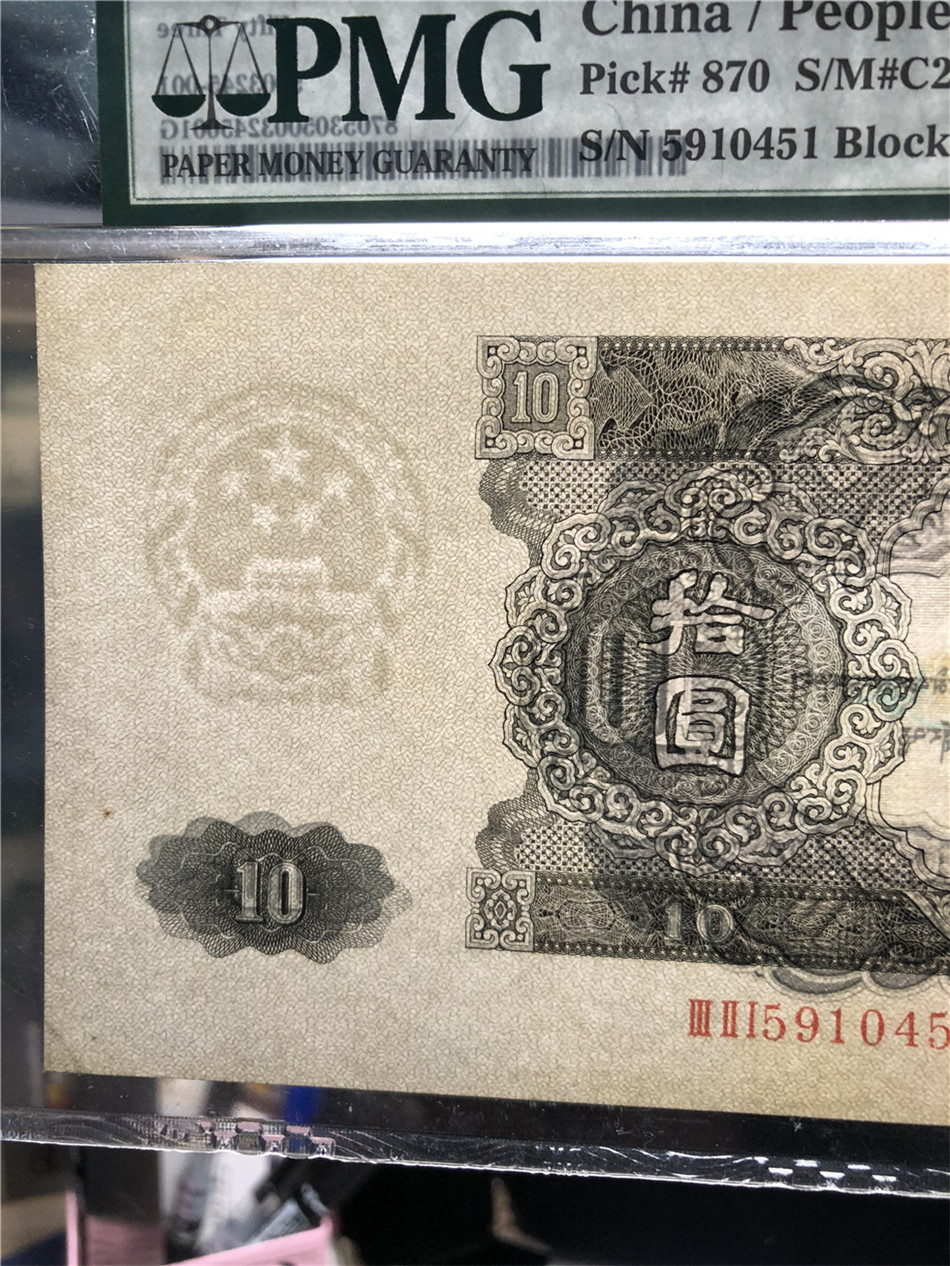 PMG
PAPER MONEY GUARANTY
China / People
Pick# 870 S/M#C2
S/N 5910451 Block
10
拾
圓
10
10
III II I 591045